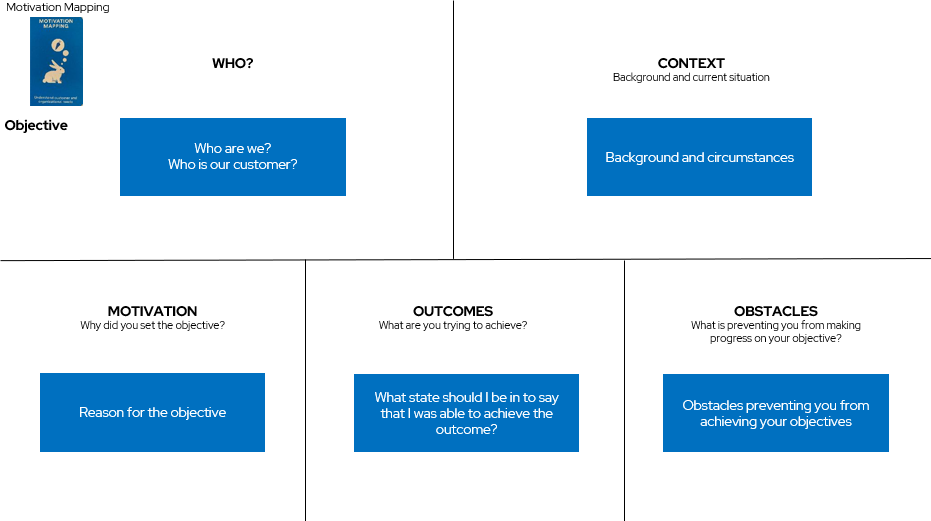 Motivation Mapping
MOTIVATION
MAPPING
Objective
WHO?
Who are we?
Who is our customer?
CONTEXT
Background and current situation
Background and circumstances
MOTIVATION
Why did you set the objective?
Reason for the objective
OUTCOMES
What are you trying to achieve?
What state should I be in to say
that I was able to achieve the
outcome?
OBSTACLES
What is preventing you from making
progress on your objective?
Obstacles preventing you from
achieving your objectives